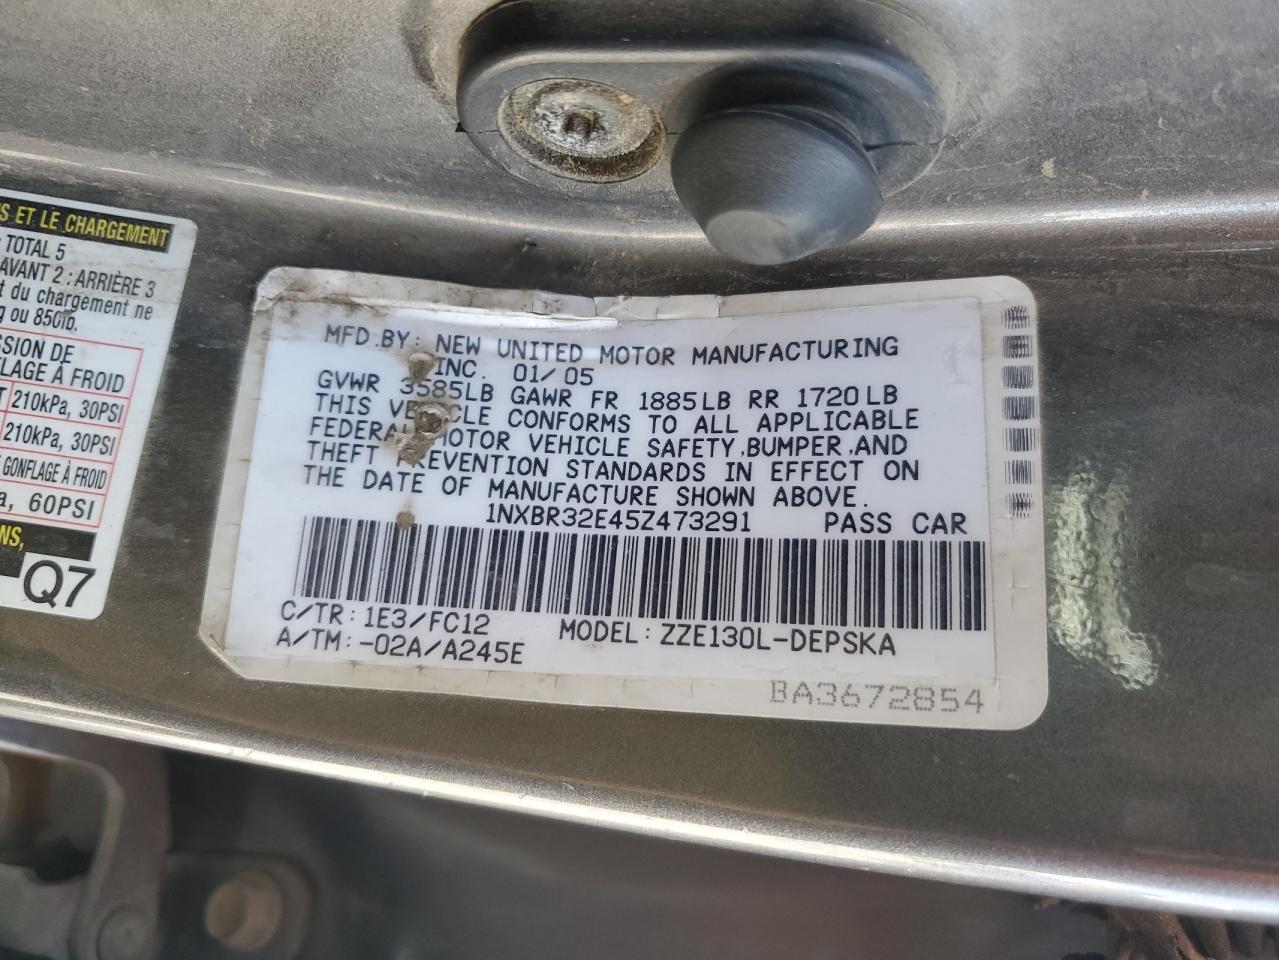 S ET LE CHARGEMENT
TOTAL 5
AVANT 2 : ARRIÈRE 3
t du chargement ne
g ou 850lb.
SSION DE
LAGE À FROID
210kPa, 30PSI
210kPa, 30PSI
GONFLAGE À FROID
a, 60PSI
NS,
Q7
MFD.BY: NEW UNITED MOTOR MANUFACTURING
INC. 01/05
GVWR 3585LB GAWR FR 1885LB RR 1720LB
THIS VEHICLE CONFORMS TO ALL APPLICABLE
FEDERAL MOTOR VEHICLE SAFETY,BUMPER,AND
THEFT PREVENTION STANDARDS IN EFFECT ON
THE DATE OF MANUFACTURE SHOWN ABOVE.
1NXBR32E45Z473291 PASS CAR
C/TR: 1E3/FC12 MODEL: ZZE130L-DEPSKA
A/TM: -02A/A245E
BA3672854